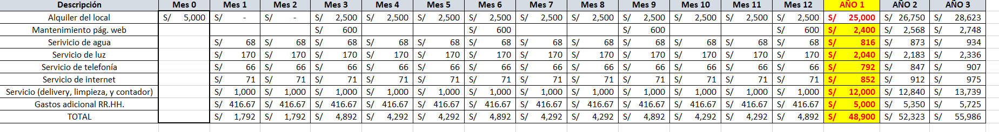 Descripción Mes 0 Mes 1 Mes 2 Mes 3 Mes 4 Mes 5 Mes 6 Mes 7 Mes 8 Mes 9 Mes 10 Mes 11 Mes 12 AÑO 1 AÑO 2 AÑO 3
Alquiler del local S/ 5,000 S/ - S/ - S/ 2,500 S/ 2,500 S/ 2,500 S/ 2,500 S/ 2,500 S/ 2,500 S/ 2,500 S/ 2,500 S/ 2,500 S/ 2,500 S/ 25,000 S/ 26,750 S/ 28,623
Mantenimiento pág. web S/ 600 S/ 600 S/ 600 S/ 600 S/ 2,400 S/ 2,568 S/ 2,748
Serivicio de agua S/ 68 S/ 68 S/ 68 S/ 68 S/ 68 S/ 68 S/ 68 S/ 68 S/ 68 S/ 68 S/ 68 S/ 68 S/ 816 S/ 873 S/ 934
Servicio de luz S/ 170 S/ 170 S/ 170 S/ 170 S/ 170 S/ 170 S/ 170 S/ 170 S/ 170 S/ 170 S/ 170 S/ 170 S/ 2,040 S/ 2,183 S/ 2,336
Servicio de telefonía S/ 66 S/ 66 S/ 66 S/ 66 S/ 66 S/ 66 S/ 66 S/ 66 S/ 66 S/ 66 S/ 66 S/ 66 S/ 792 S/ 847 S/ 907
Servicio de internet S/ 71 S/ 71 S/ 71 S/ 71 S/ 71 S/ 71 S/ 71 S/ 71 S/ 71 S/ 71 S/ 71 S/ 71 S/ 852 S/ 912 S/ 975
Servicio (delivery, limpieza, y contador) S/ 1,000 S/ 1,000 S/ 1,000 S/ 1,000 S/ 1,000 S/ 1,000 S/ 1,000 S/ 1,000 S/ 1,000 S/ 1,000 S/ 1,000 S/ 1,000 S/ 12,000 S/ 12,840 S/ 13,739
Gastos adicional RR.HH. S/ 416.67 S/ 416.67 S/ 416.67 S/ 416.67 S/ 416.67 S/ 416.67 S/ 416.67 S/ 416.67 S/ 416.67 S/ 416.67 S/ 416.67 S/ 416.67 S/ 5,000 S/ 5,350 S/ 5,725
TOTAL S/ 1,792 S/ 1,792 S/ 4,892 S/ 4,292 S/ 4,292 S/ 4,892 S/ 4,292 S/ 4,292 S/ 4,892 S/ 4,292 S/ 4,292 S/ 4,892 S/ 48,900 S/ 52,323 S/ 55,986